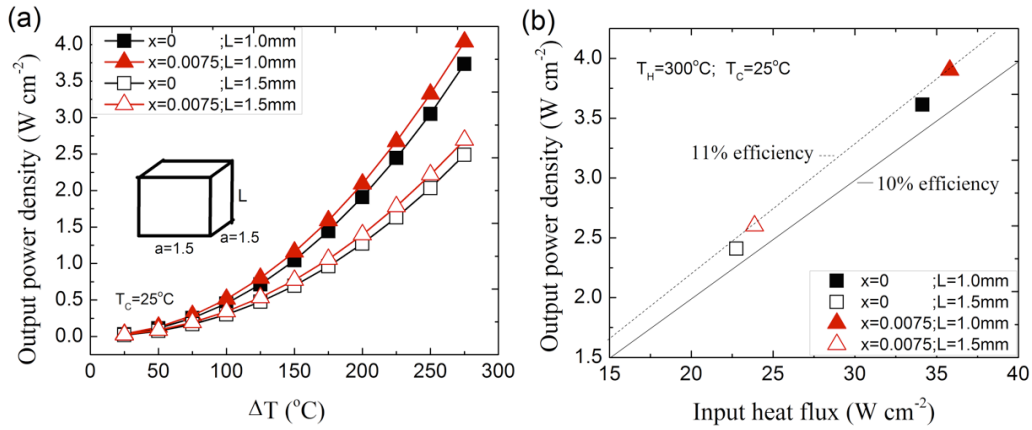 (a)
4.0
3.5
3.0
2.5
2.0
1.5
1.0
0.5
0.0
Output power density (W cm-2)
x=0 ;L=1.0mm
x=0.0075;L=1.0mm
x=0 ;L=1.5mm
x=0.0075;L=1.5mm
L
a=1.5
a=1.5
TC=25°C
0 50 100 150 200 250 300
ΔT (°C)
(b)
4.0
3.5
3.0
2.5
2.0
1.5
Output power density (W cm-2)
TH=300°C; TC=25°C
11% efficiency
10% efficiency
x=0 ;L=1.0mm
x=0 ;L=1.5mm
x=0.0075;L=1.0mm
x=0.0075;L=1.5mm
15 20 25 30 35 40
Input heat flux (W cm-2)